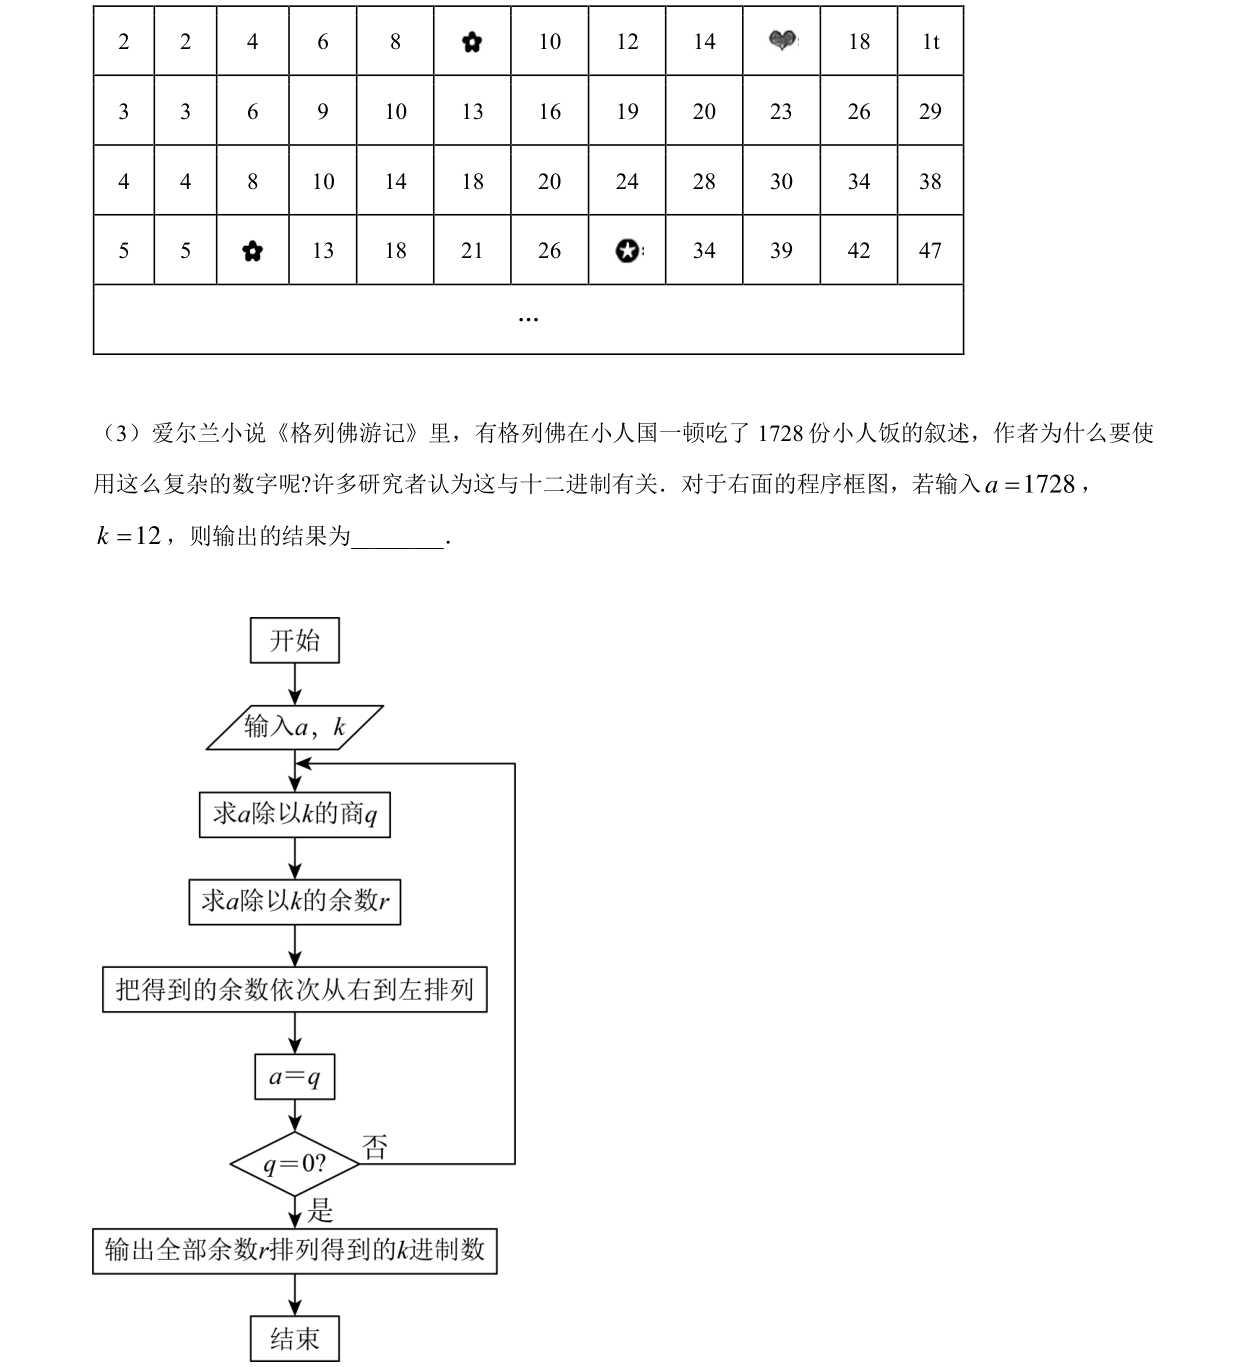 2 2 4 6 8 10 12 14 18 1t
3 3 6 9 10 13 16 19 20 23 26 29
4 4 8 10 14 18 20 24 28 30 34 38
5 5 13 18 21 26 34 39 42 47
...
（3）爱尔兰小说《格列佛游记》里，有格列佛在小人国一顿吃了 1728 份小人饭的叙述，作者为什么要使
用这么复杂的数字呢?许多研究者认为这与十二进制有关．对于右面的程序框图，若输入 a =1728，
k =12，则输出的结果为________．
开始
输入a，k
求a除以k的商q
求a除以k的余数r
把得到的余数依次从右到左排列
a＝q
否
q＝0?
是
输出全部余数r排列得到的k进制数
结束